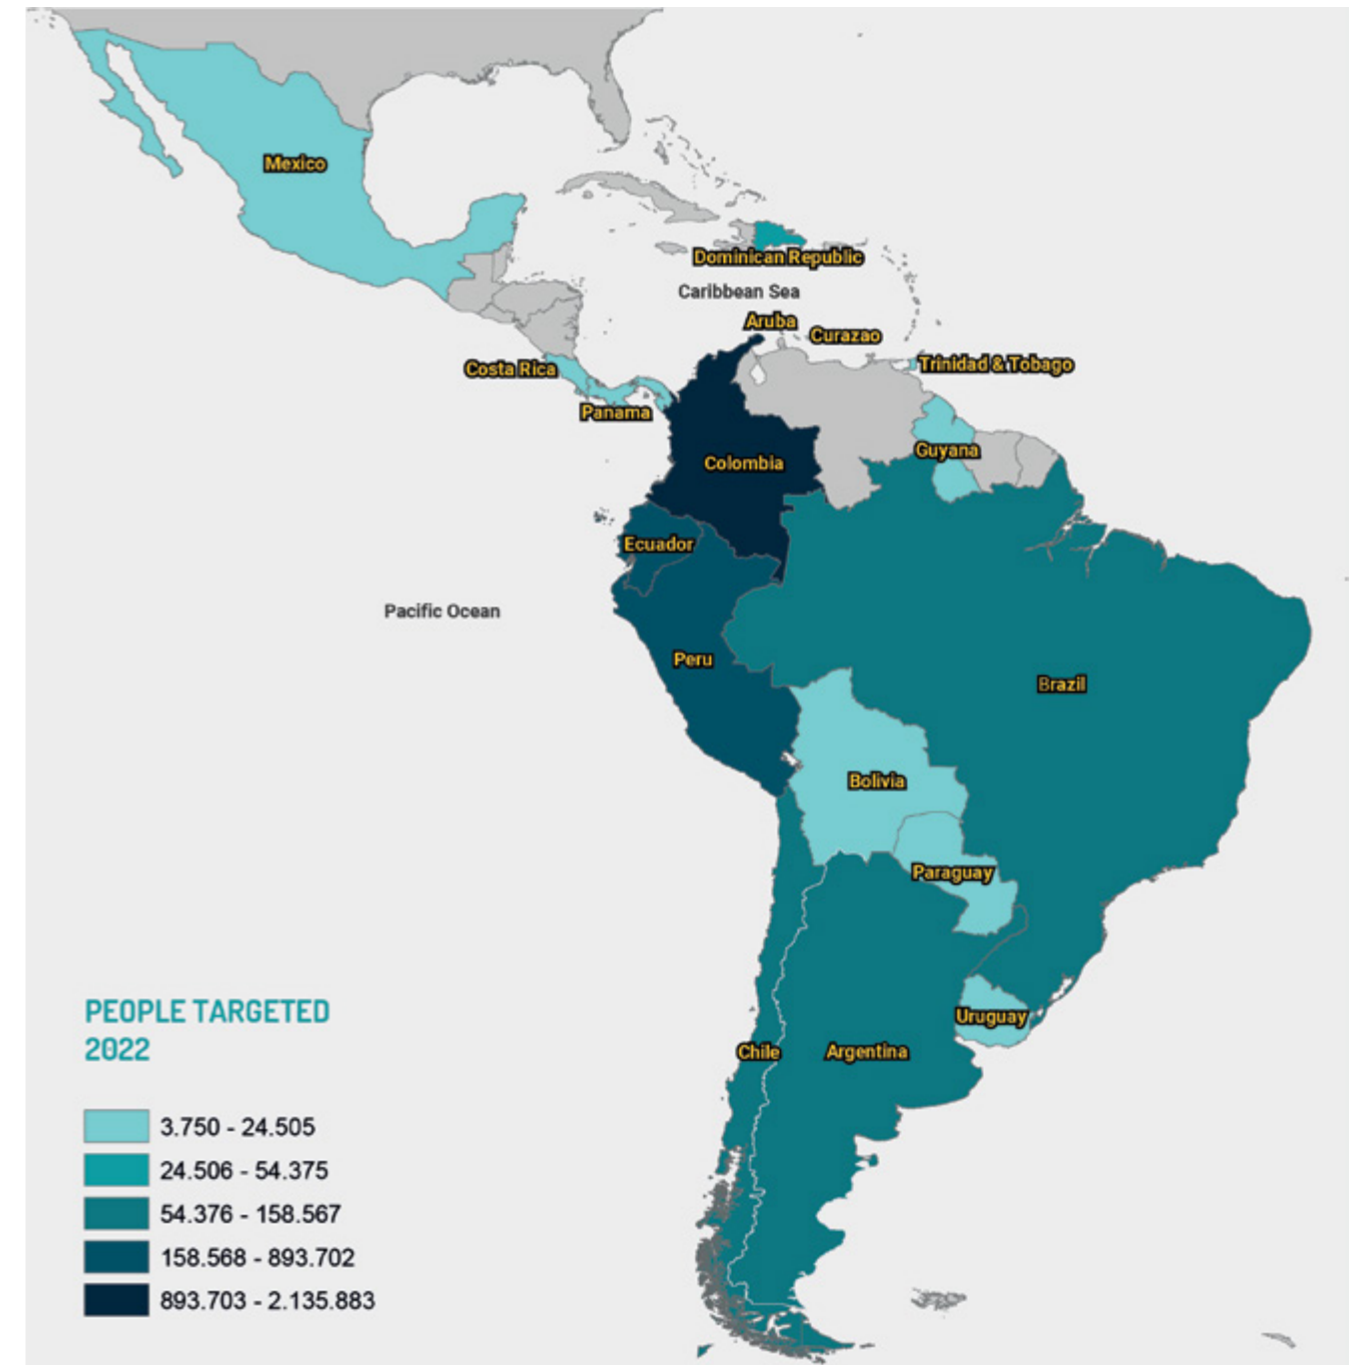 Mexico
Dominican Republic
Caribbean Sea
Aruba
Curazao
Trinidad & Tobago
Costa Rica
Panama
Guyana
Colombia
Ecuador
Pacific Ocean
Peru
Brazil
Bolivia
Paraguay
Uruguay
Chile
Argentina
PEOPLE TARGETED
2022
3.750 - 24.505
24.506 - 54.375
54.376 - 158.567
158.568 - 893.702
893.703 - 2.135.883